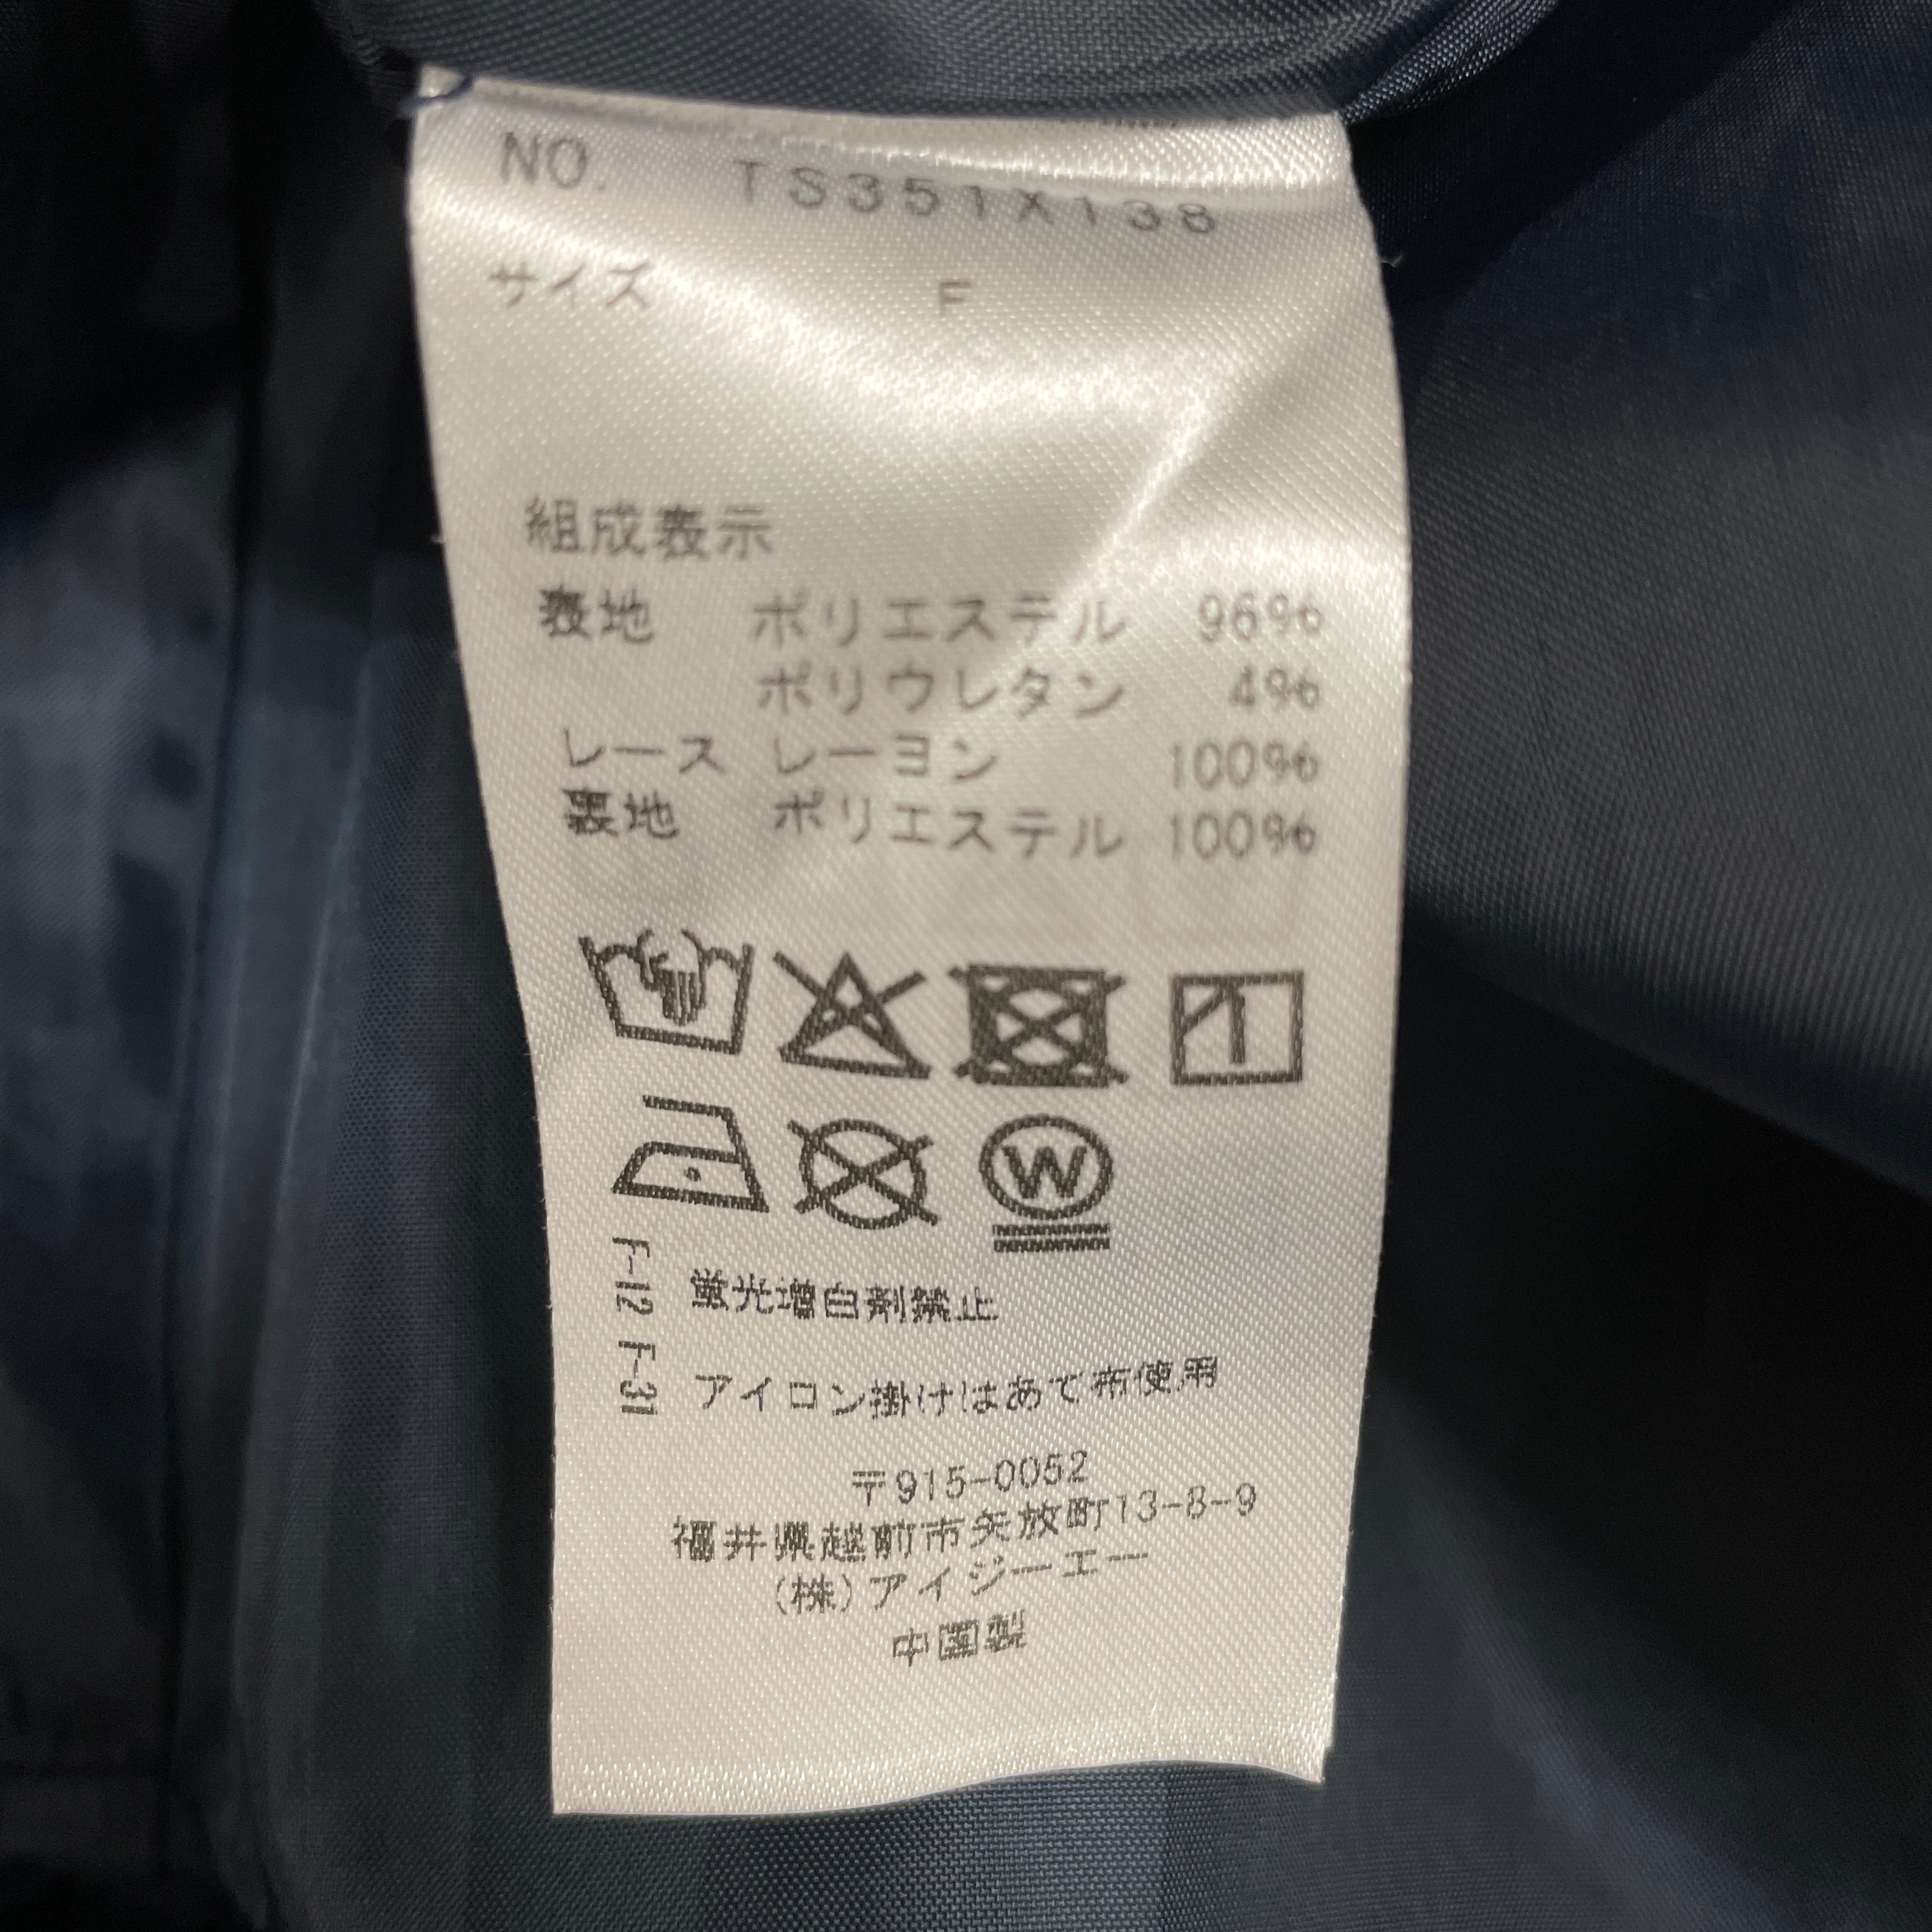 NO. TS351X138
サイズ F
組成表示
表地 ポリエステル 96%
ポリウレタン 4%
レース レーヨン 100%
裏地 ポリエステル 100%
W
F-12 蛍光増白剤禁止
F-31 アイロン掛けはあて布使用
〒915-0052
福井県越前市矢放町13-8-9
(株)アイジーエー
中国製